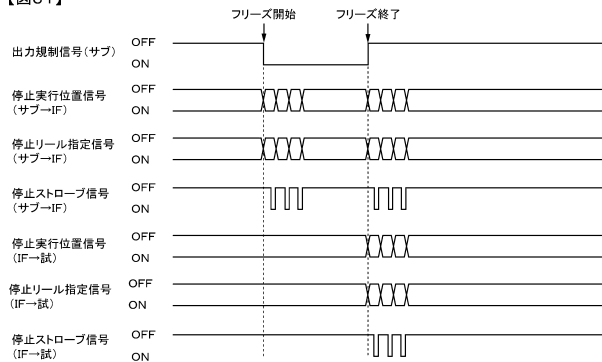 【図64】
フリーズ開始 フリーズ終了
出力規制信号(サブ) OFF
ON
停止実行位置信号 OFF
(サブ→IF) ON
停止リール指定信号 OFF
(サブ→IF) ON
停止ストローブ信号 OFF
(サブ→IF) ON
停止実行位置信号 OFF
(IF→試) ON
停止リール指定信号 OFF
(IF→試) ON
停止ストローブ信号 OFF
(IF→試) ON